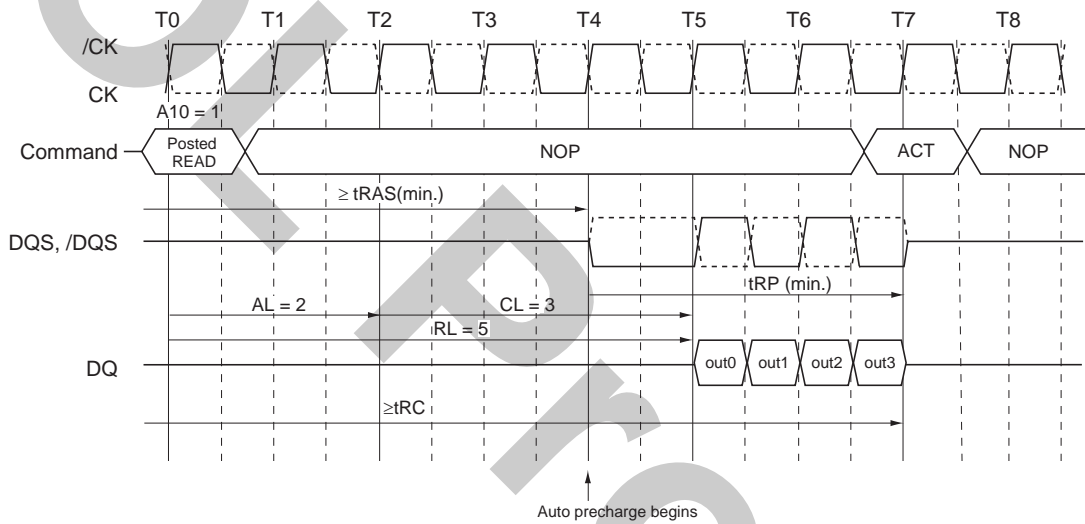 T0 T1 T2 T3 T4 T5 T6 T7 T8
/CK
CK
A10 = 1
Command Posted READ NOP ACT NOP
≥ tRAS(min.)
DQS, /DQS
tRP (min.)
AL = 2 CL = 3
RL = 5
DQ out0 out1 out2 out3
≥tRC
Auto precharge begins